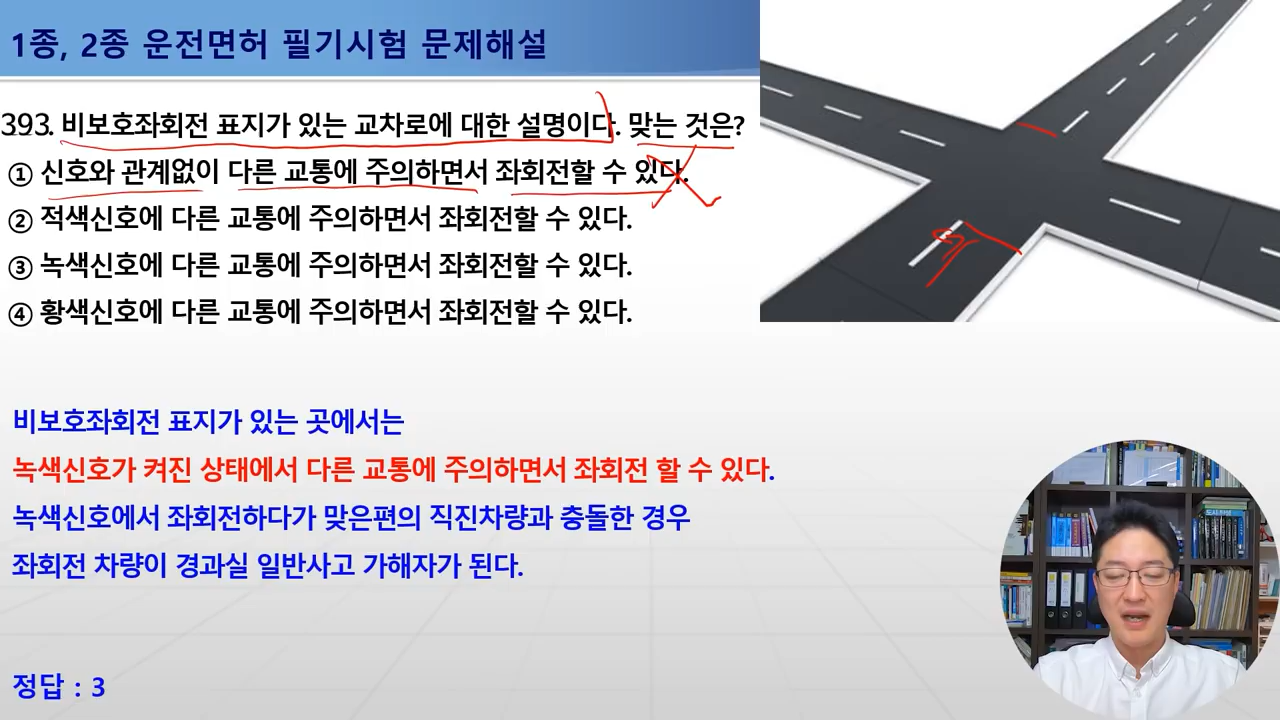 1종, 2종 운전면허 필기시험 문제해설
393. 비보호좌회전 표지가 있는 교차로에 대한 설명이다. 맞는 것은?
① 신호와 관계없이 다른 교통에 주의하면서 좌회전할 수 있다.
② 적색신호에 다른 교통에 주의하면서 좌회전할 수 있다.
③ 녹색신호에 다른 교통에 주의하면서 좌회전할 수 있다.
④ 황색신호에 다른 교통에 주의하면서 좌회전할 수 있다.
비보호좌회전 표지가 있는 곳에서는
녹색신호가 켜진 상태에서 다른 교통에 주의하면서 좌회전 할 수 있다.
녹색신호에서 좌회전하다가 맞은편의 직진차량과 충돌한 경우
좌회전 차량이 경과실 일반사고 가해자가 된다.
정답 : 3